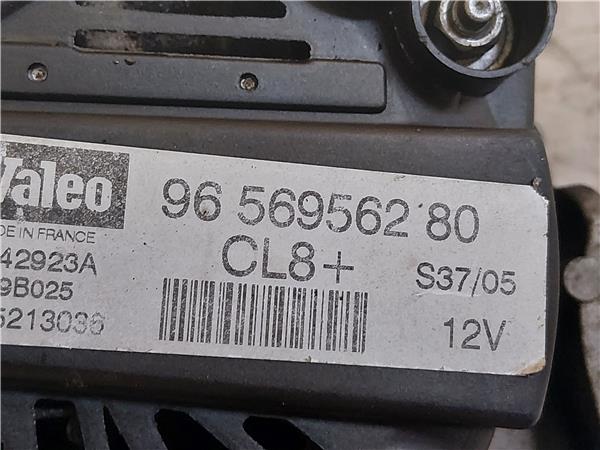 Valeo
96 569562 80
DE IN FRANCE
CL8+
42923A
S37/05
9B025
5213036
12V